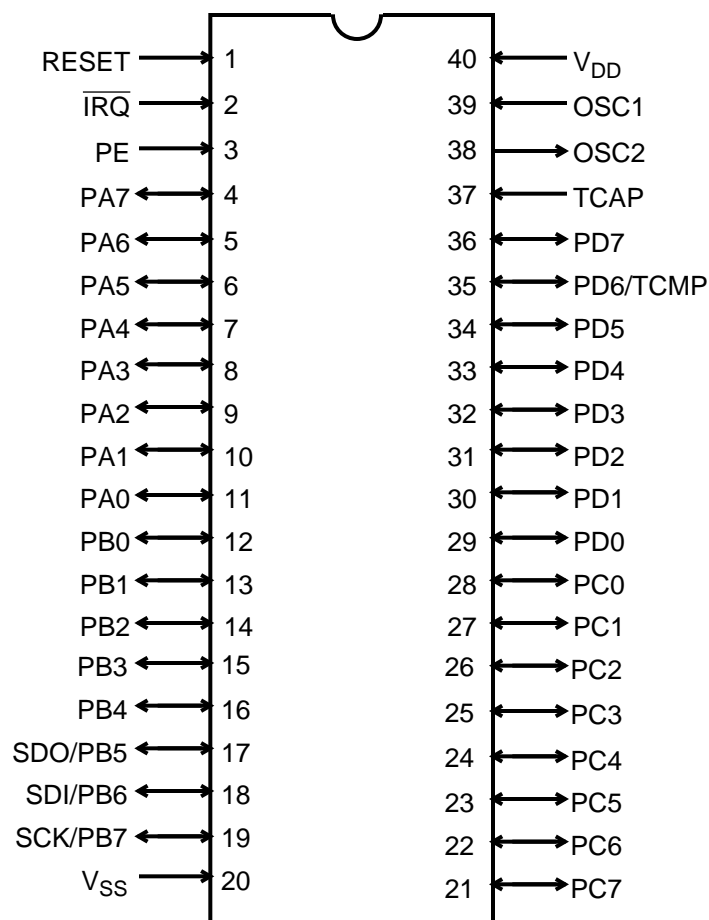 RESET 1 40 V_DD
I̅R̅Q̅ 2 39 OSC1
PE 3 38 OSC2
PA7 4 37 TCAP
PA6 5 36 PD7
PA5 6 35 PD6/TCMP
PA4 7 34 PD5
PA3 8 33 PD4
PA2 9 32 PD3
PA1 10 31 PD2
PA0 11 30 PD1
PB0 12 29 PD0
PB1 13 28 PC0
PB2 14 27 PC1
PB3 15 26 PC2
PB4 16 25 PC3
SDO/PB5 17 24 PC4
SDI/PB6 18 23 PC5
SCK/PB7 19 22 PC6
V_SS 20 21 PC7